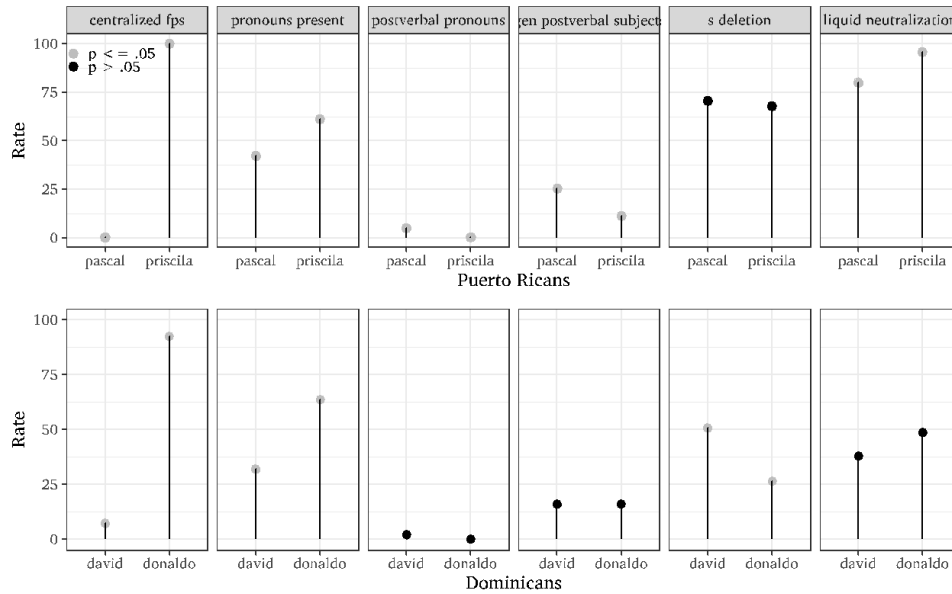 centralized fps pronouns present postverbal pronouns gen postverbal subjects s deletion liquid neutralization
100
p <= .05
p > .05
75
Rate
50
25
0
pascal priscila pascal priscila pascal priscila pascal priscila pascal priscila pascal priscila
Puerto Ricans
100
75
Rate
50
25
0
david donaldo david donaldo david donaldo david donaldo david donaldo david donaldo
Dominicans